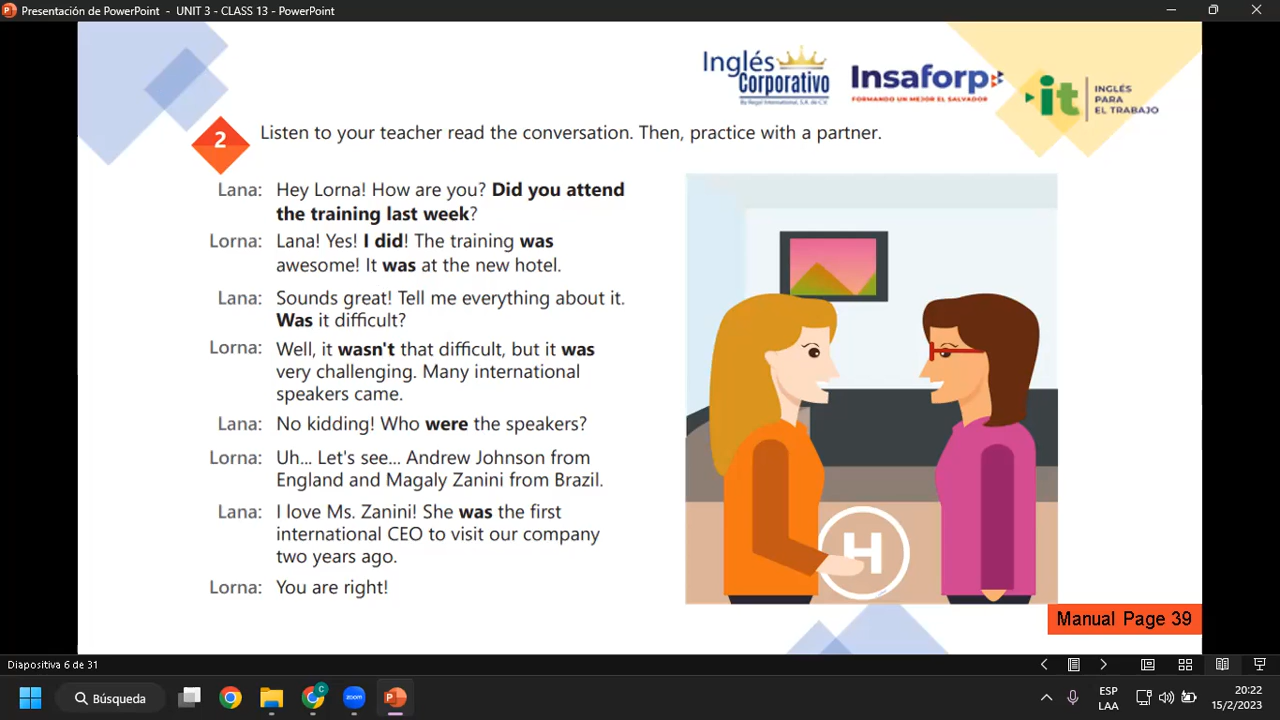 Presentación de PowerPoint - UNIT 3 - CLASS 13 - PowerPoint
Inglés
Corporativo
By Regal International, S.A. de C.V.
Insaforp
FORMANDO UN MEJOR EL SALVADOR
it
INGLÉS
PARA
EL TRABAJO
2
Listen to your teacher read the conversation. Then, practice with a partner.
Lana: Hey Lorna! How are you? Did you attend
the training last week?
Lorna: Lana! Yes! I did! The training was
awesome! It was at the new hotel.
Lana: Sounds great! Tell me everything about it.
Was it difficult?
Lorna: Well, it wasn't that difficult, but it was
very challenging. Many international
speakers came.
Lana: No kidding! Who were the speakers?
Lorna: Uh... Let's see... Andrew Johnson from
England and Magaly Zanini from Brazil.
Lana: I love Ms. Zanini! She was the first
international CEO to visit our company
two years ago.
Lorna: You are right!
H
Manual Page 39
Diapositiva 6 de 31
Búsqueda
C
zoom
ESP
LAA
20:22
15/2/2023